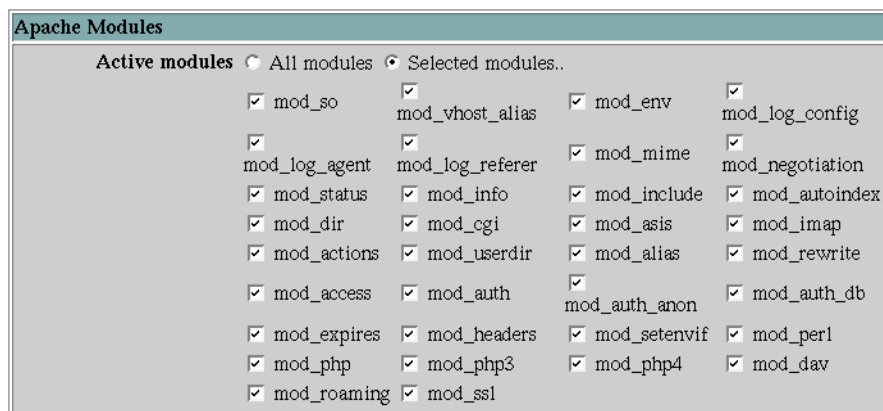 Apache Modules
Active modules All modules Selected modules..
mod_so mod_vhost_alias mod_env mod_log_config
mod_log_agent mod_log_referer mod_mime mod_negotiation
mod_status mod_info mod_include mod_autoindex
mod_dir mod_cgi mod_asis mod_imap
mod_actions mod_userdir mod_alias mod_rewrite
mod_access mod_auth mod_auth_anon mod_auth_db
mod_expires mod_headers mod_setenvif mod_perl
mod_php mod_php3 mod_php4 mod_dav
mod_roaming mod_ssl